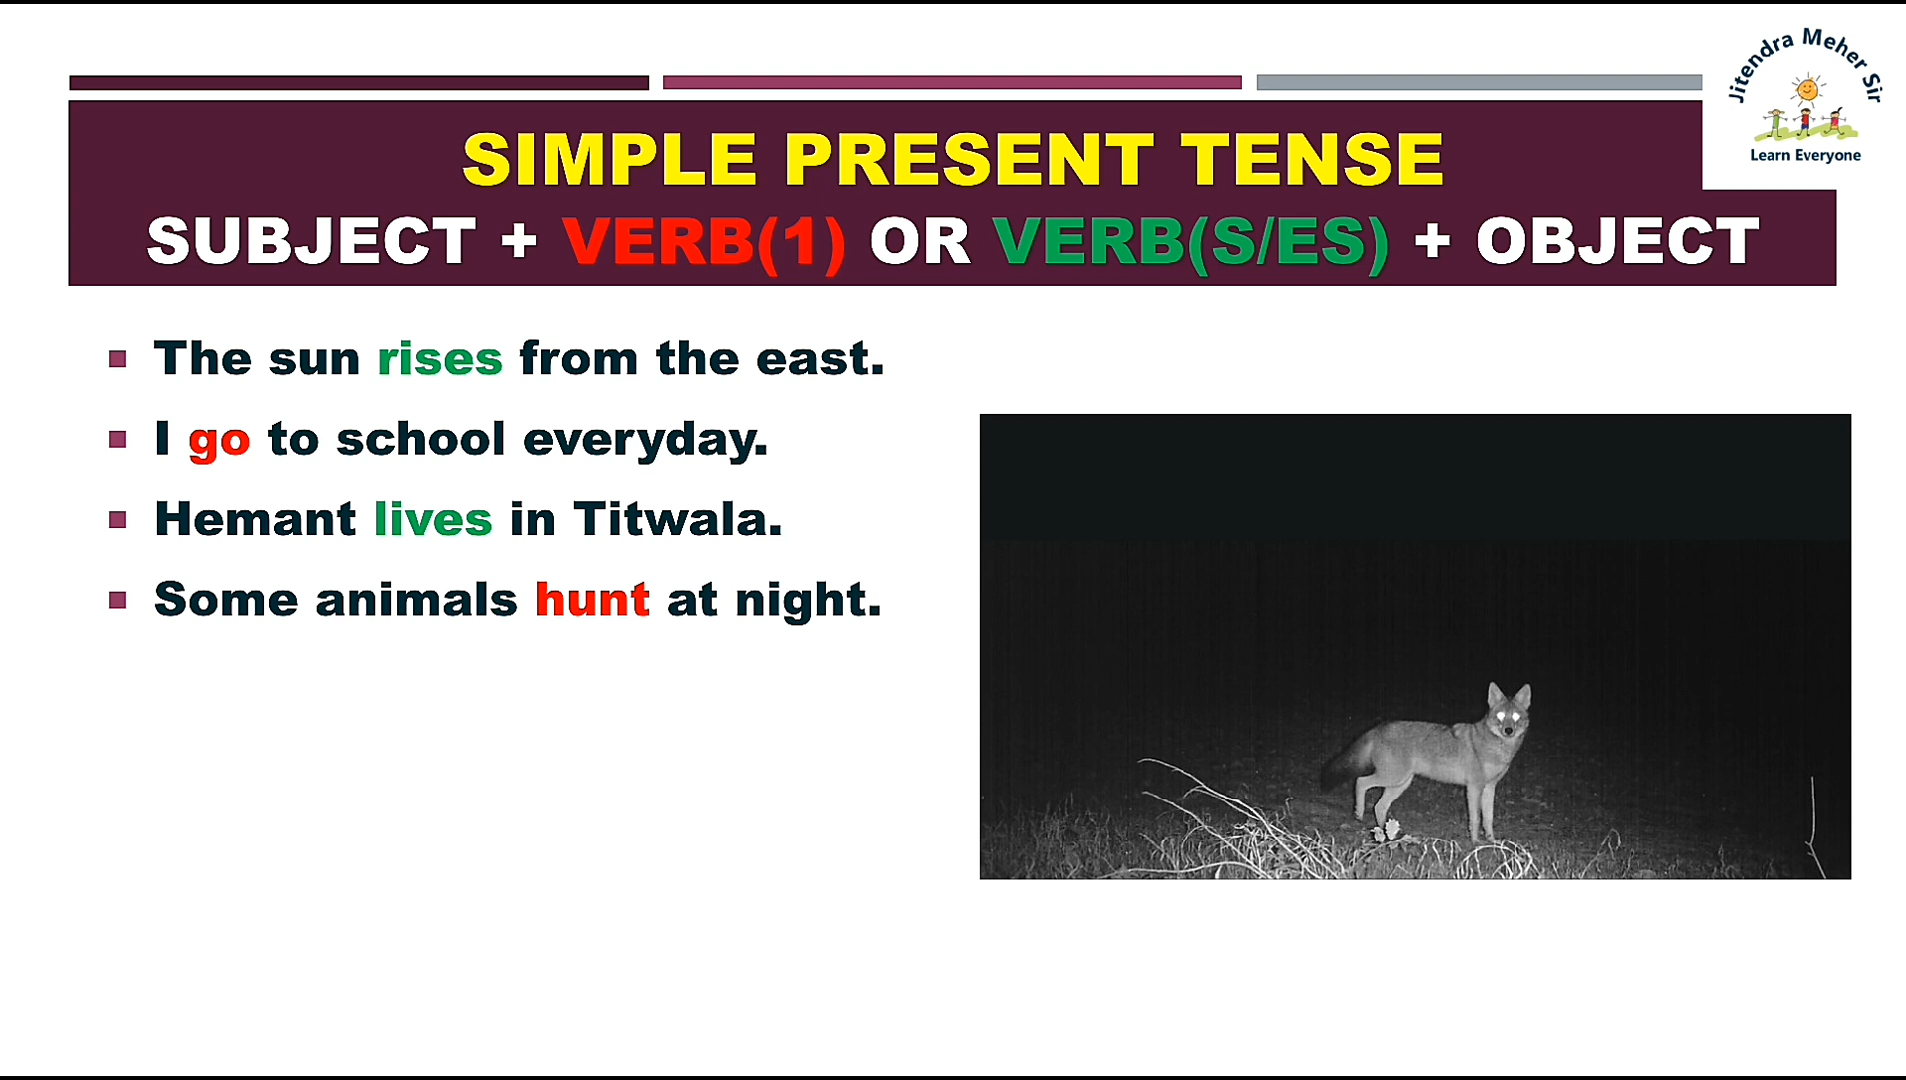 Jitendra Meher Sir
Learn Everyone
SIMPLE PRESENT TENSE
SUBJECT + VERB(1) OR VERB(S/ES) + OBJECT
The sun rises from the east.
I go to school everyday.
Hemant lives in Titwala.
Some animals hunt at night.